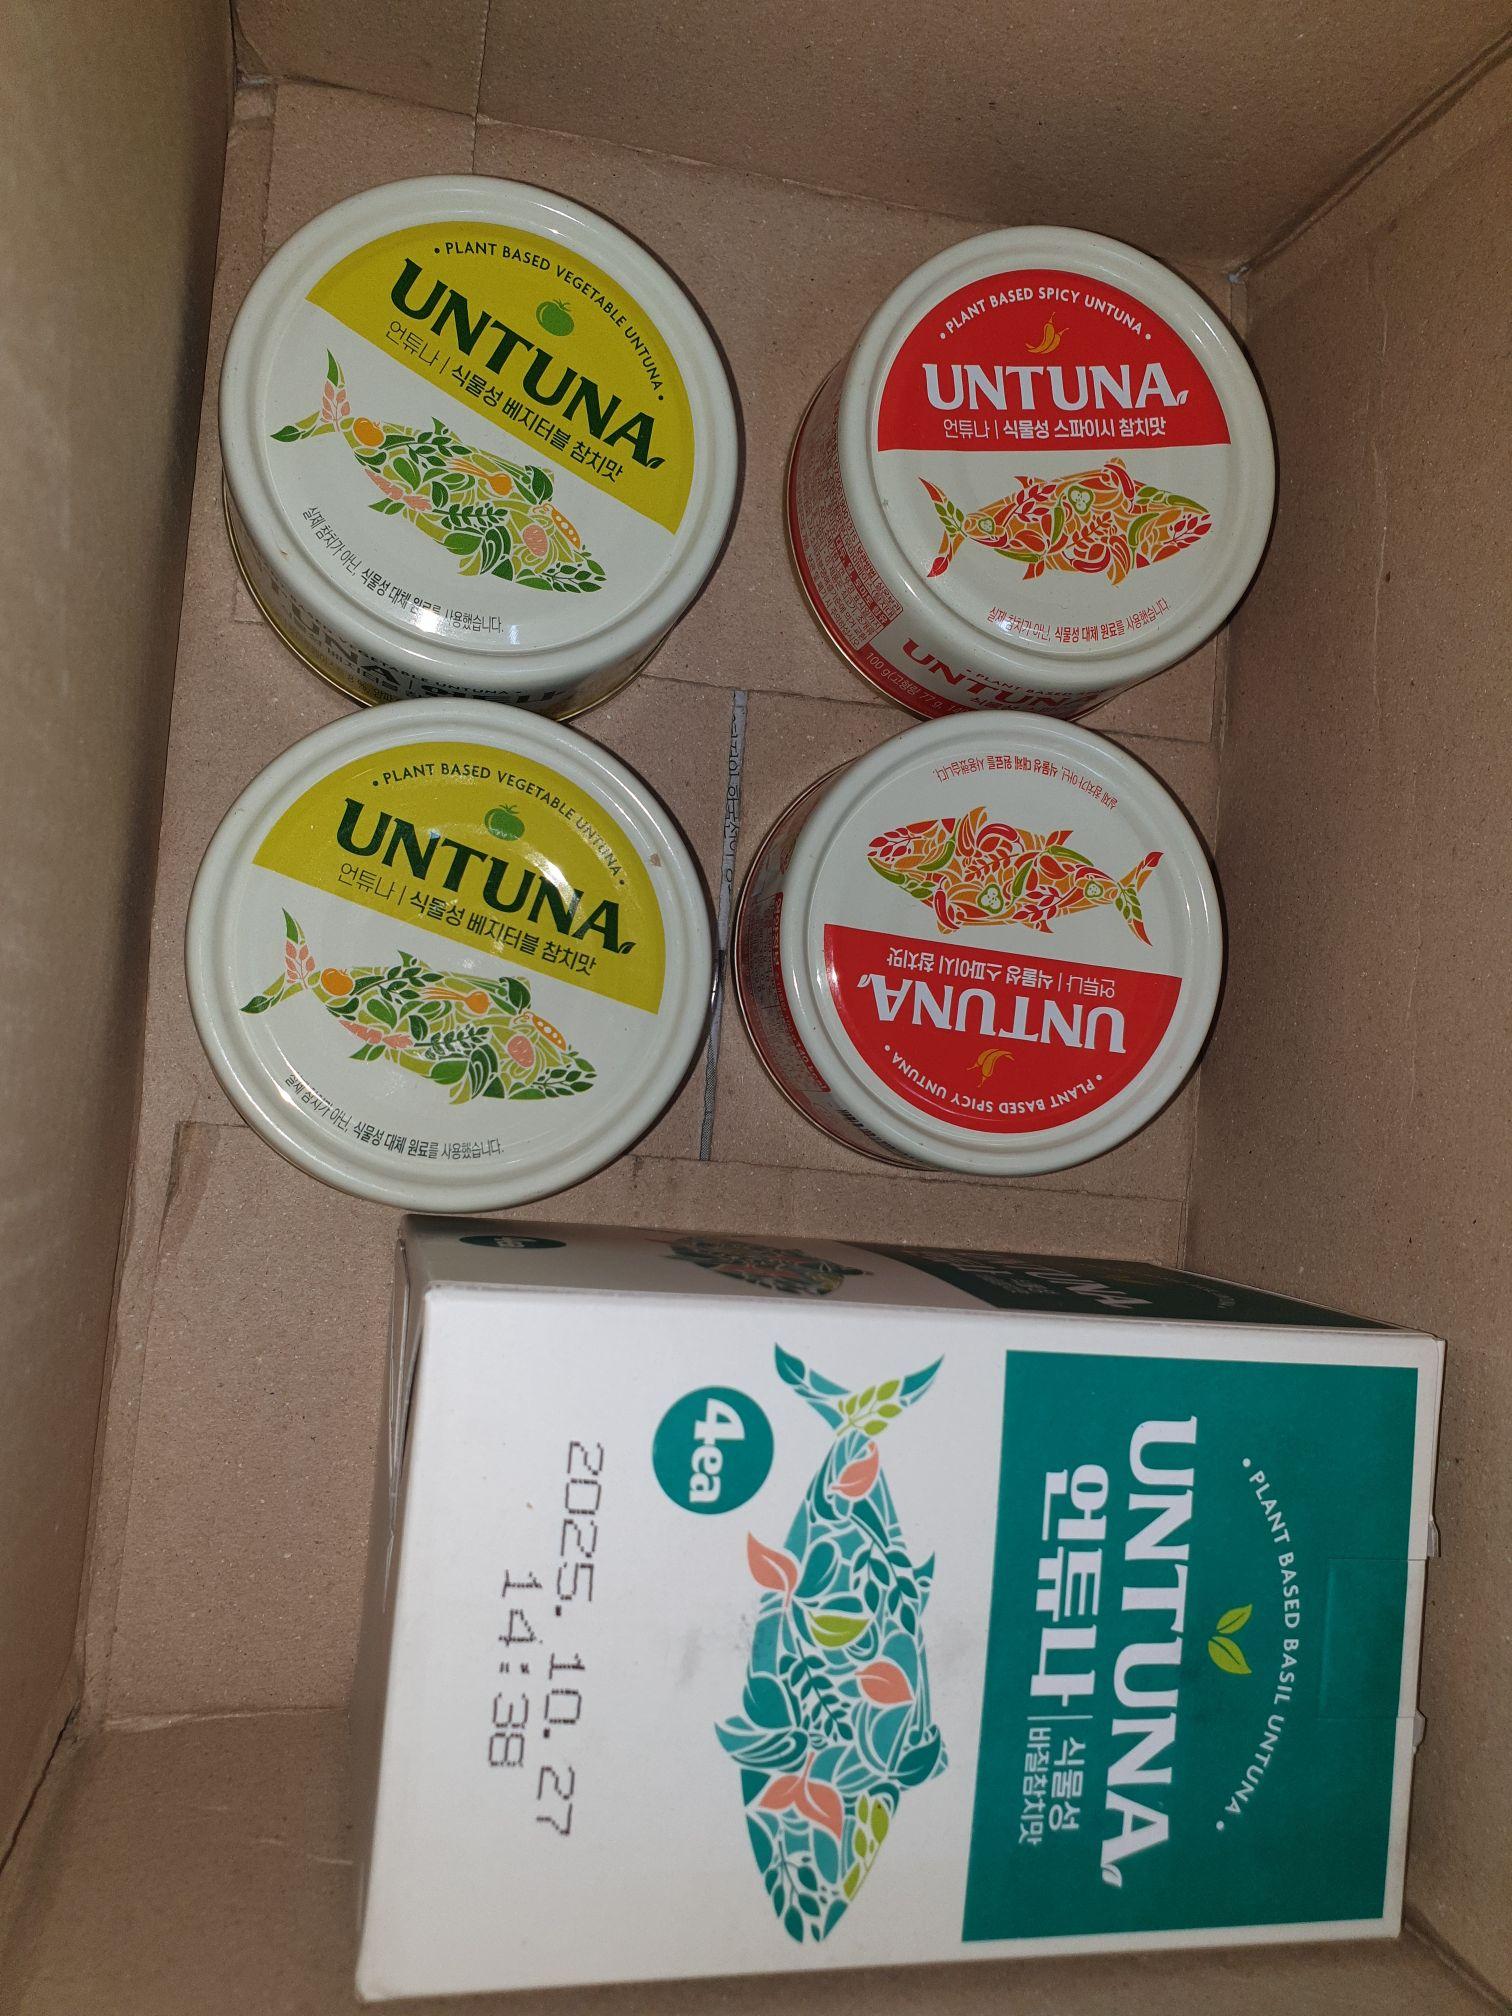 • PLANT BASED VEGETABLE UNTUNA •
UNTUNA
언튜나 | 식물성 베지터블 참치맛
실제 참치가 아닌, 식물성 대체 원료를 사용했습니다.
• PLANT BASED SPICY UNTUNA •
UNTUNA
언튜나 | 식물성 스파이시 참치맛
실제 참치가 아닌, 식물성 대체 원료를 사용했습니다.
100 g(고형량 77 g
• PLANT BASED
UNTUNA
• PLANT BASED VEGETABLE UNTUNA •
UNTUNA
언튜나 | 식물성 베지터블 참치맛
실제 참치가 아닌, 식물성 대체 원료를 사용했습니다.
• PLANT BASED SPICY UNTUNA •
UNTUNA
언튜나 | 식물성 스파이시 참치맛
실제 참치가 아닌, 식물성 대체 원료를 사용했습니다.
• PLANT BASED BASIL UNTUNA •
UNTUNA
언튜나 | 식물성 바질참치맛
4ea
2025. 10. 27
14:38
4ea